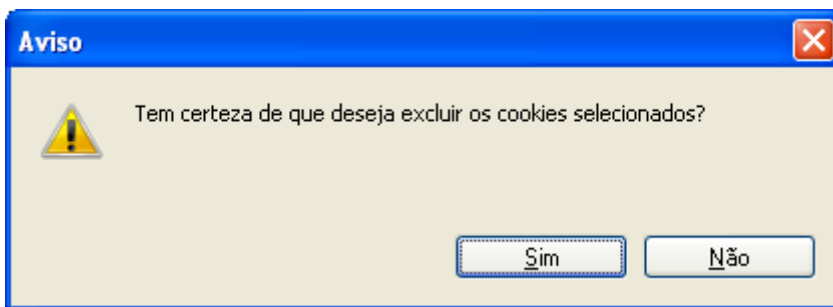 Aviso
Tem certeza de que deseja excluir os cookies selecionados?
Sim
Não